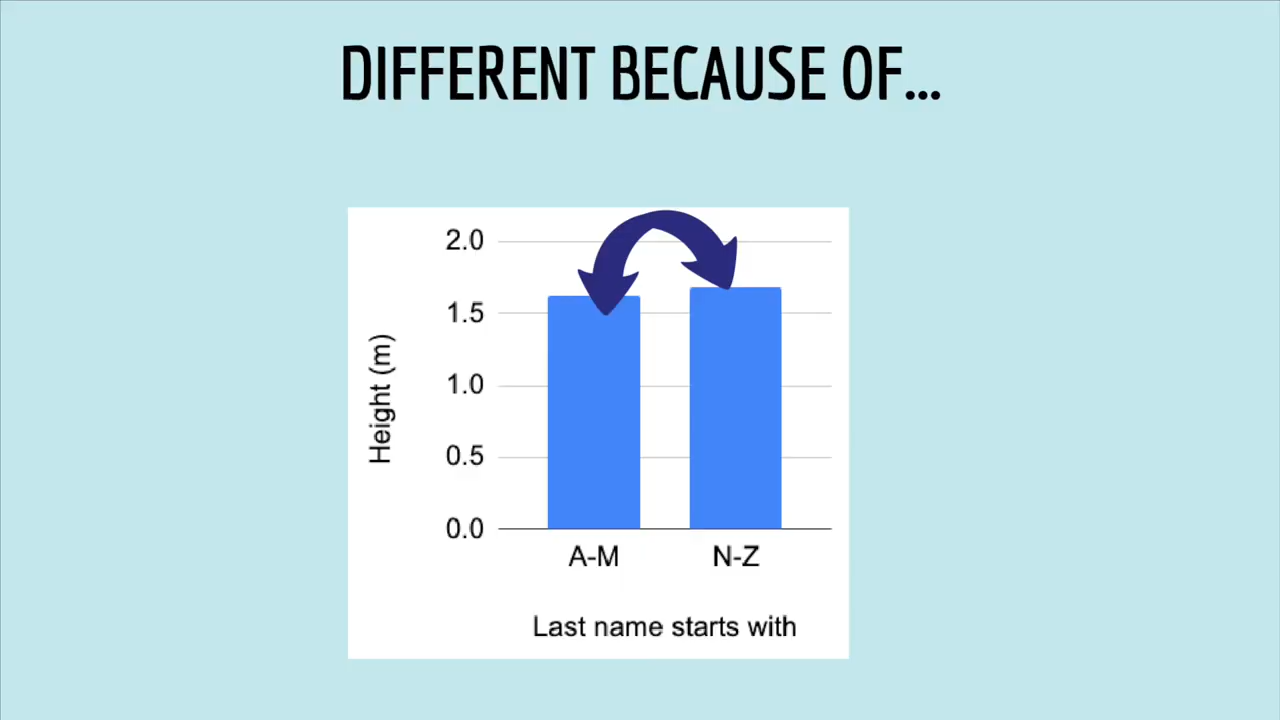 DIFFERENT BECAUSE OF...
2.0
1.5
1.0
0.5
0.0
Height (m)
A-M
N-Z
Last name starts with